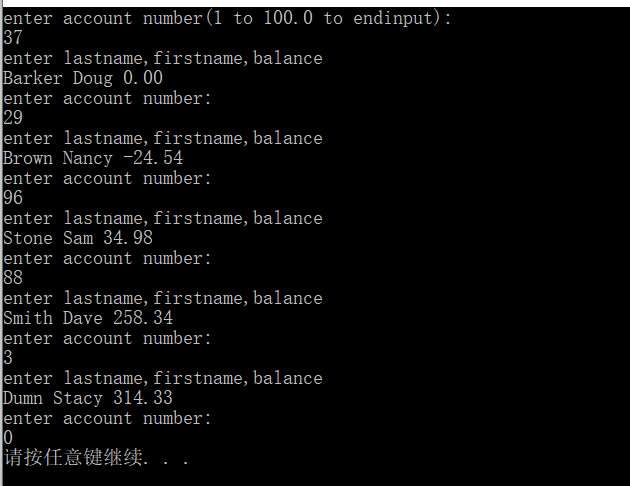 enter account number(1 to 100.0 to endinput):
37
enter lastname,firstname,balance
Barker Doug 0.00
enter account number:
29
enter lastname,firstname,balance
Brown Nancy -24.54
enter account number:
96
enter lastname,firstname,balance
Stone Sam 34.98
enter account number:
88
enter lastname,firstname,balance
Smith Dave 258.34
enter account number:
3
enter lastname,firstname,balance
Dumn Stacy 314.33
enter account number:
0
请按任意键继续. . .